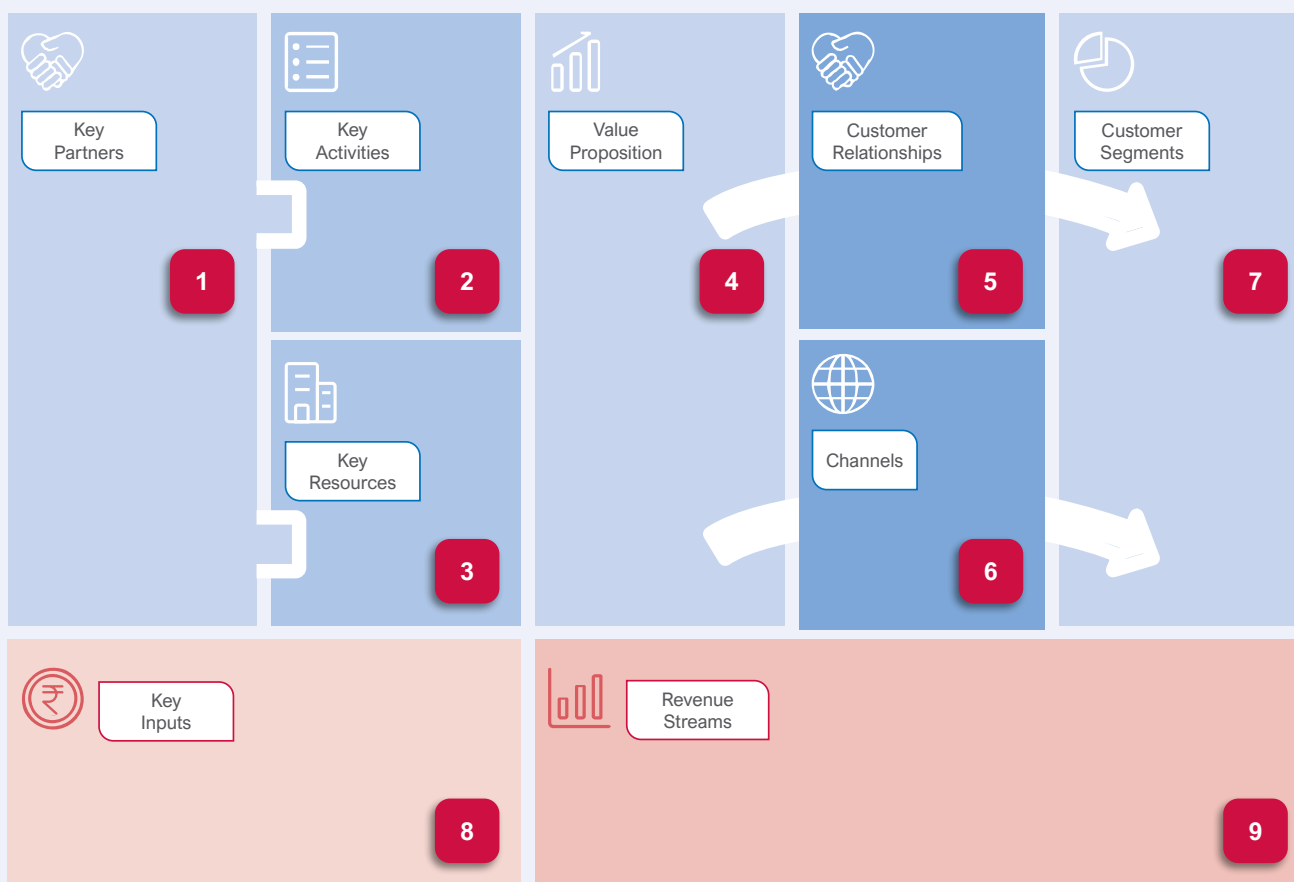 Key
Partners
1
Key
Activities
2
Key
Resources
3
Value
Proposition
4
Customer
Relationships
5
Channels
6
Customer
Segments
7
₹
Key
Inputs
8
Revenue
Streams
9